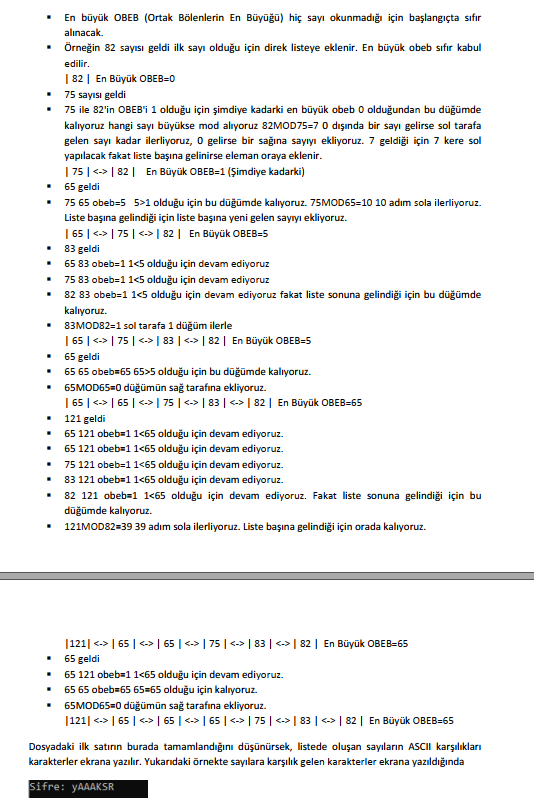 ▪ En büyük OBEB (Ortak Bölenlerin En Büyüğü) hiç sayı okunmadığı için başlangıçta sıfır
alınacak.
▪ Örneğin 82 sayısı geldi ilk sayı olduğu için direk listeye eklenir. En büyük obeb sıfır kabul
edilir.
| 82 | En Büyük OBEB=0
▪ 75 sayısı geldi
▪ 75 ile 82'in OBEB'i 1 olduğu için şimdiye kadarki en büyük obeb 0 olduğundan bu düğümde
kalıyoruz hangi sayı büyükse mod alıyoruz 82MOD75=7 0 dışında bir sayı gelirse sol tarafa
gelen sayı kadar ilerliyoruz, 0 gelirse bir sağına sayıyı ekliyoruz. 7 geldiği için 7 kere sol
yapılacak fakat liste başına gelinirse eleman oraya eklenir.
| 75 | <-> | 82 | En Büyük OBEB=1 (Şimdiye kadarki)
▪ 65 geldi
▪ 75 65 obeb=5 5>1 olduğu için bu düğümde kalıyoruz. 75MOD65=10 10 adım sola ilerliyoruz.
Liste başına gelindiği için liste başına yeni gelen sayıyı ekliyoruz.
| 65 | <-> | 75 | <-> | 82 | En Büyük OBEB=5
▪ 83 geldi
▪ 65 83 obeb=1 1<5 olduğu için devam ediyoruz
▪ 75 83 obeb=1 1<5 olduğu için devam ediyoruz
▪ 82 83 obeb=1 1<5 olduğu için devam ediyoruz fakat liste sonuna gelindiği için bu düğümde
kalıyoruz.
▪ 83MOD82=1 sol tarafa 1 düğüm ilerle
| 65 | <-> | 75 | <-> | 83 | <-> | 82 | En Büyük OBEB=5
▪ 65 geldi
▪ 65 65 obeb=65 65>5 olduğu için bu düğümde kalıyoruz.
▪ 65MOD65=0 düğümün sağ tarafına ekliyoruz.
| 65 | <-> | 65 | <-> | 75 | <-> | 83 | <-> | 82 | En Büyük OBEB=65
▪ 121 geldi
▪ 65 121 obeb=1 1<65 olduğu için devam ediyoruz.
▪ 65 121 obeb=1 1<65 olduğu için devam ediyoruz.
▪ 75 121 obeb=1 1<65 olduğu için devam ediyoruz.
▪ 83 121 obeb=1 1<65 olduğu için devam ediyoruz.
▪ 82 121 obeb=1 1<65 olduğu için devam ediyoruz. Fakat liste sonuna gelindiği için bu
düğümde kalıyoruz.
▪ 121MOD82=39 39 adım sola ilerliyoruz. Liste başına gelindiği için orada kalıyoruz.
|121| <-> | 65 | <-> | 65 | <-> | 75 | <-> | 83 | <-> | 82 | En Büyük OBEB=65
▪ 65 geldi
▪ 65 121 obeb=1 1<65 olduğu için devam ediyoruz.
▪ 65 65 obeb=65 65=65 olduğu için kalıyoruz.
▪ 65MOD65=0 düğümün sağ tarafına ekliyoruz.
|121| <-> | 65 | <-> | 65 | <-> | 65 | <-> | 75 | <-> | 83 | <-> | 82 | En Büyük OBEB=65
Dosyadaki ilk satırın burada tamamlandığını düşünürsek, listede oluşan sayıların ASCII karşılıkları
karakterler ekrana yazılır. Yukarıdaki örnekte sayılara karşılık gelen karakterler ekrana yazıldığında
Sifre: yAAAKSR